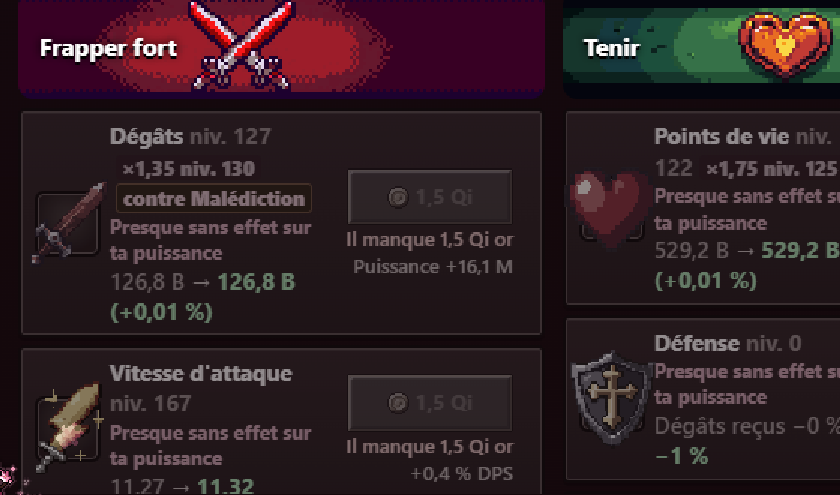 Frapper fort
Dégâts niv. 127
×1,35 niv. 130
contre Malédiction
Presque sans effet sur
ta puissance
126,8 B → 126,8 B
(+0,01 %)
1,5 Qi
Il manque 1,5 Qi or
Puissance +16,1 M
Vitesse d'attaque
niv. 167
Presque sans effet sur
ta puissance
11,27 → 11,32
1,5 Qi
Il manque 1,5 Qi or
+0,4 % DPS
Tenir
Points de vie niv.
122 ×1,75 niv. 125
Presque sans effet su
ta puissance
529,2 B → 529,2 B
(+0,01 %)
Défense niv. 0
Presque sans effet su
ta puissance
Dégâts reçus −0 %
−1 %